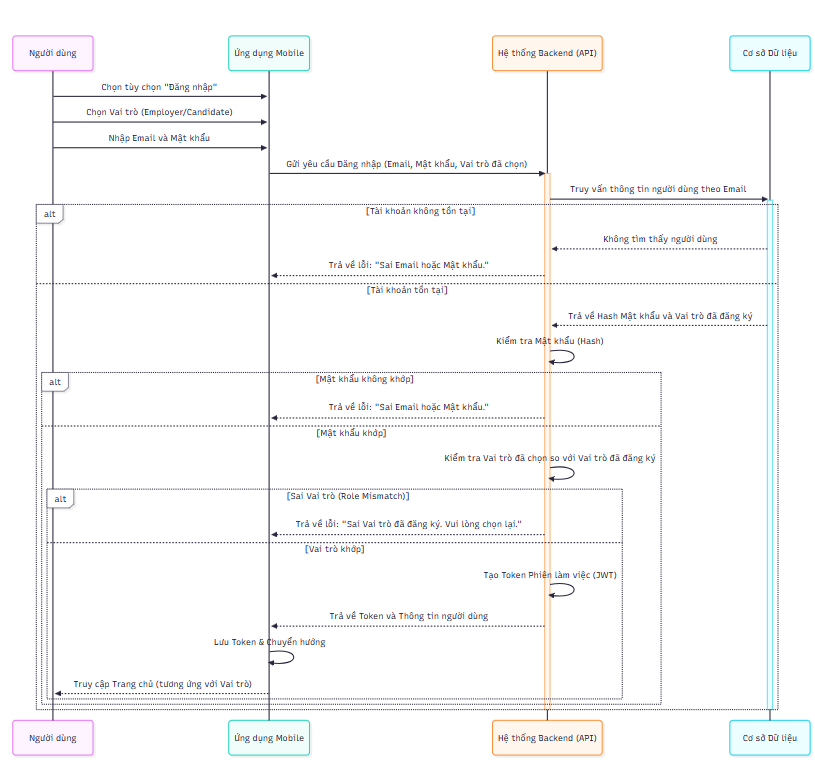 Người dùng
Ứng dụng Mobile
Hệ thống Backend (API)
Cơ sở Dữ liệu
Chọn tùy chọn "Đăng nhập"
Chọn Vai trò (Employer/Candidate)
Nhập Email và Mật khẩu
Gửi yêu cầu Đăng nhập (Email, Mật khẩu, Vai trò đã chọn)
Truy vấn thông tin người dùng theo Email
alt
[Tài khoản không tồn tại]
Không tìm thấy người dùng
Trả về lỗi: "Sai Email hoặc Mật khẩu."
[Tài khoản tồn tại]
Trả về Hash Mật khẩu và Vai trò đã đăng ký
Kiểm tra Mật khẩu (Hash)
alt
[Mật khẩu không khớp]
Trả về lỗi: "Sai Email hoặc Mật khẩu."
[Mật khẩu khớp]
Kiểm tra Vai trò đã chọn so với Vai trò đã đăng ký
alt
[Sai Vai trò (Role Mismatch)]
Trả về lỗi: "Sai Vai trò đã đăng ký. Vui lòng chọn lại."
[Vai trò khớp]
Tạo Token Phiên làm việc (JWT)
Trả về Token và Thông tin người dùng
Lưu Token & Chuyển hướng
Truy cập Trang chủ (tương ứng với Vai trò)
Người dùng
Ứng dụng Mobile
Hệ thống Backend (API)
Cơ sở Dữ liệu